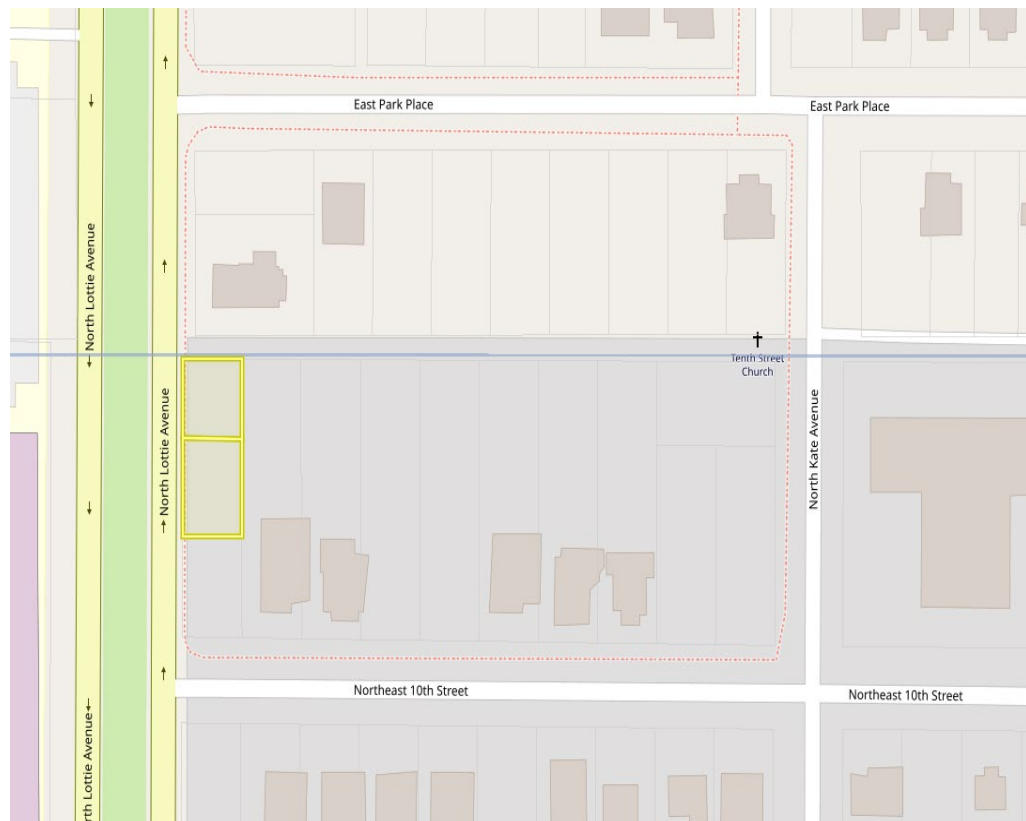 East Park Place
East Park Place
North Lottie Avenue
Tenth Street
Church
North Lottie Avenue
North Kate Avenue
Northeast 10th Street
Northeast 10th Street
rth Lottie Avenue